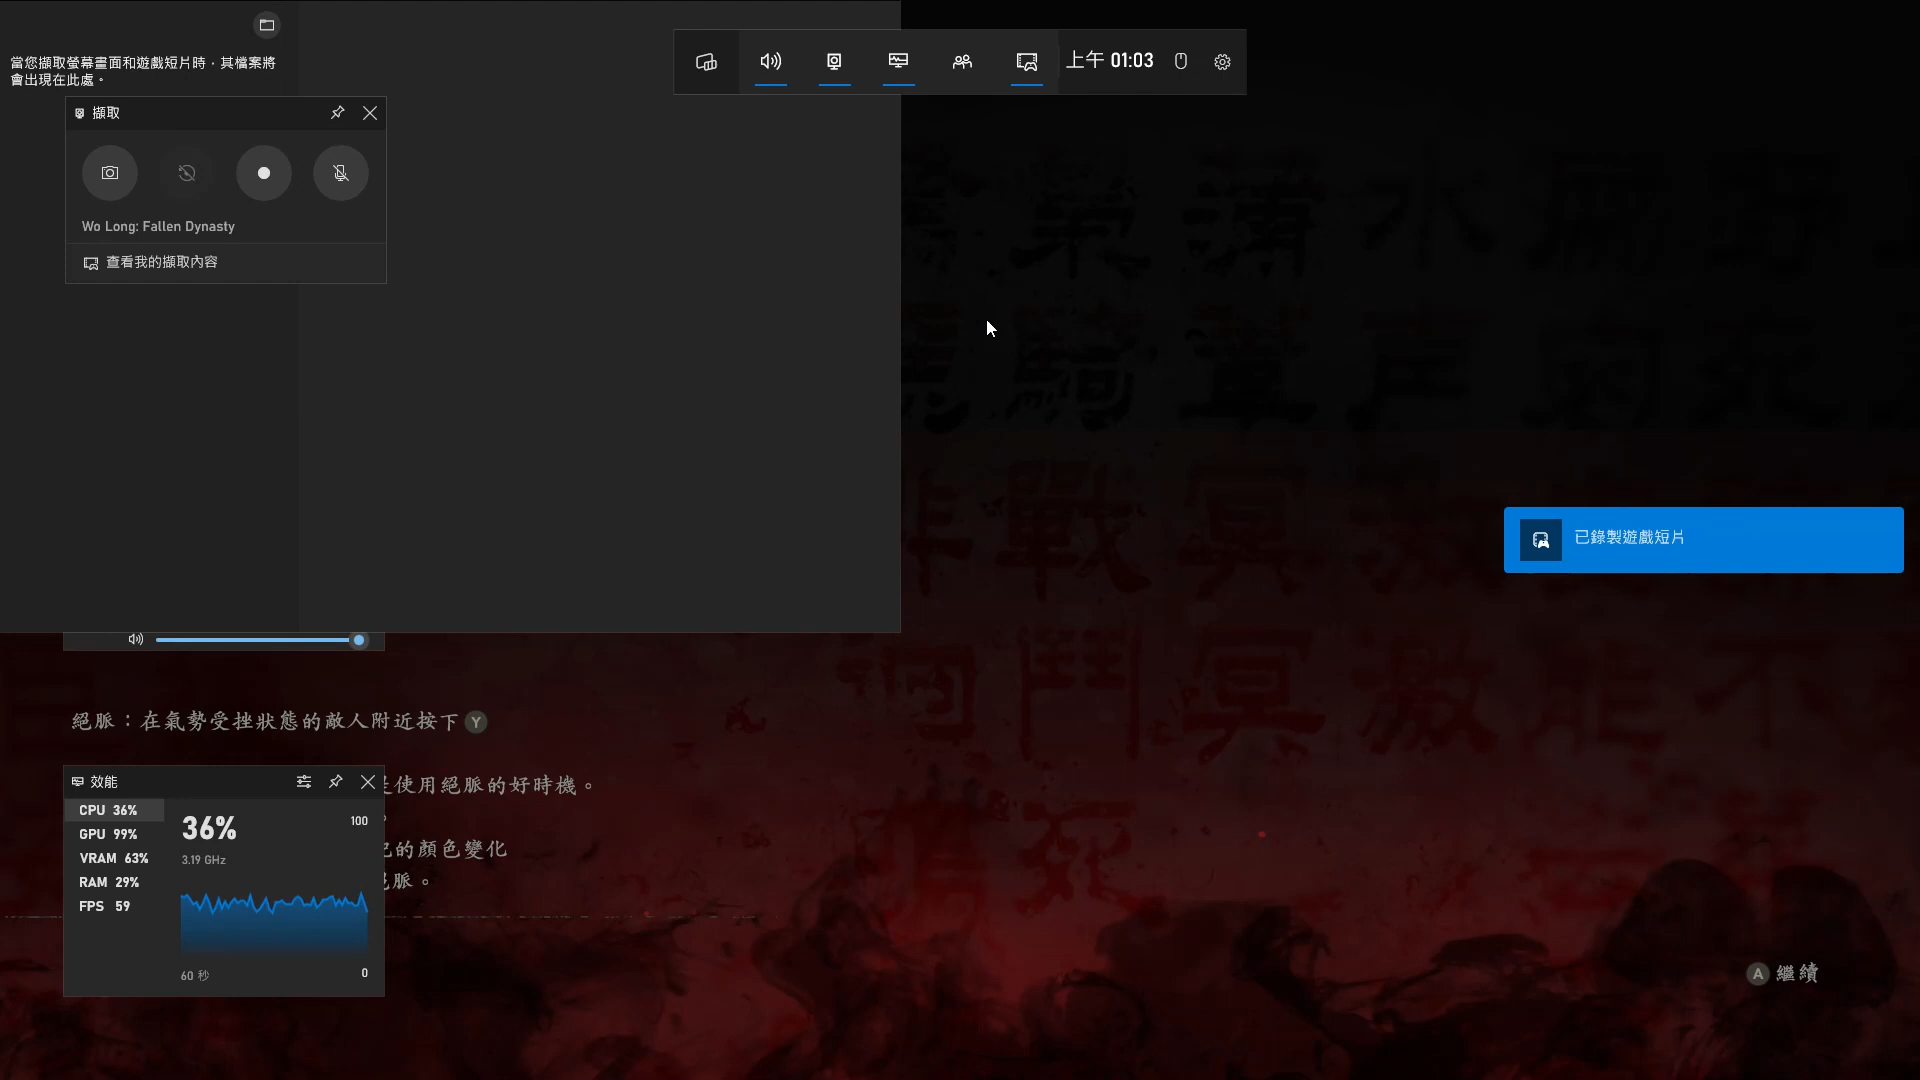 當您擷取螢幕畫面和遊戲短片時，其檔案將
會出現在此處。
上午 01:03
擷取
Wo Long: Fallen Dynasty
查看我的擷取內容
已錄製遊戲短片
絕脈：在氣勢受挫狀態的敵人附近按下 Y
是使用絕脈的好時機。
的顏色變化
絕脈。
效能
CPU 36%
GPU 99%
VRAM 63%
RAM 29%
FPS 59
36%
3.19 GHz
100
60 秒
0
A 繼續